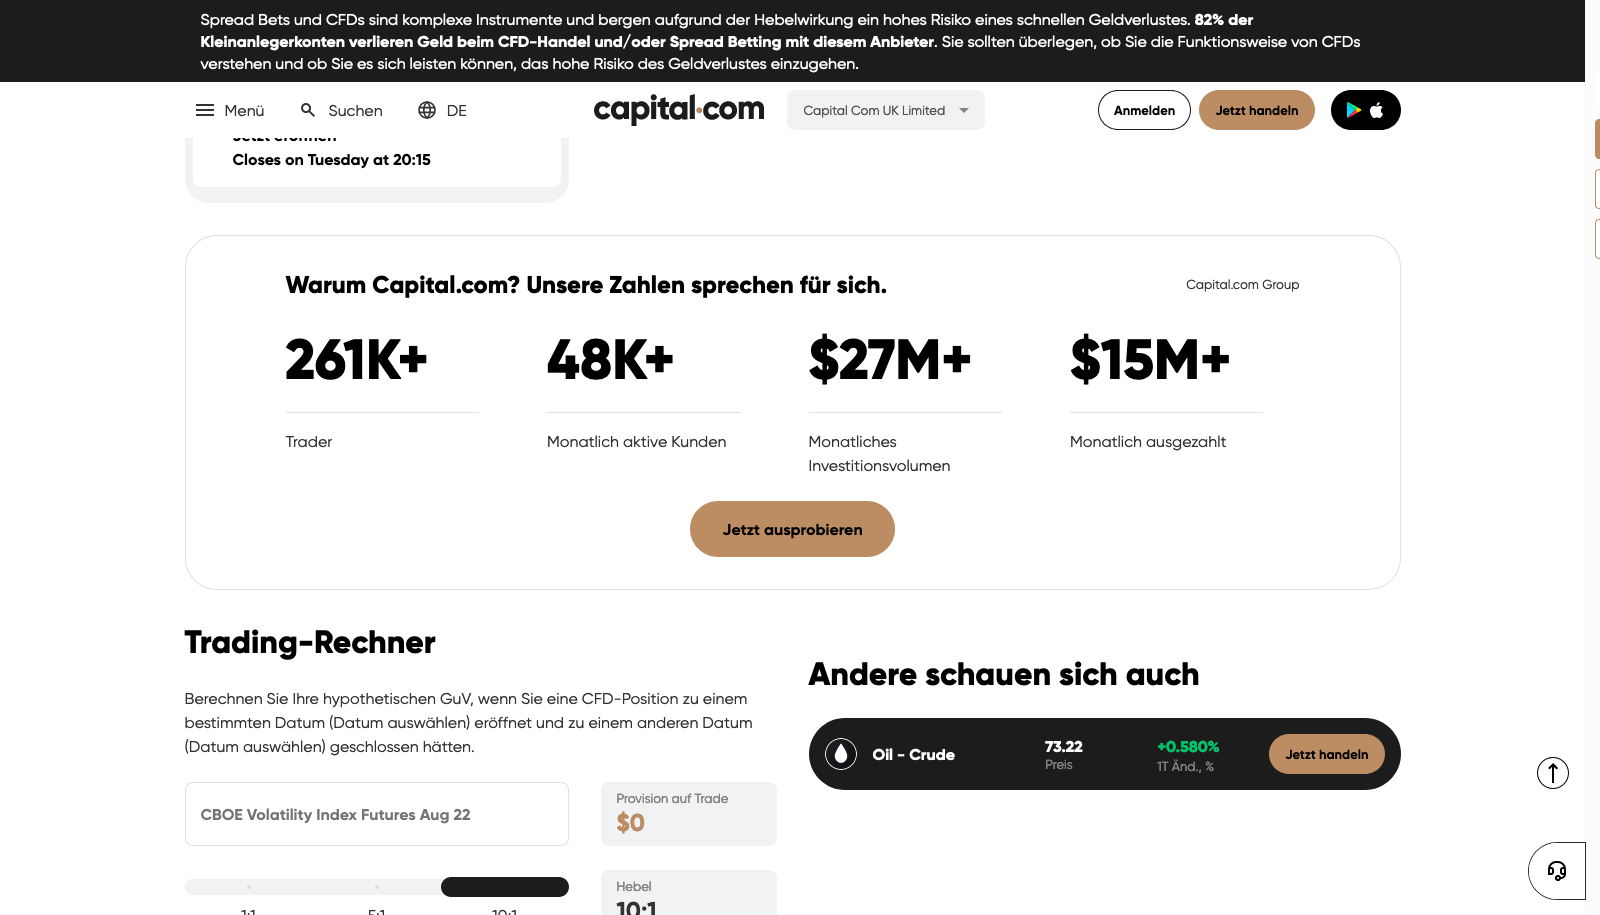 Spread Bets und CFDs sind komplexe Instrumente und bergen aufgrund der Hebelwirkung ein hohes Risiko eines schnellen Geldverlustes. 82% der
Kleinanlegerkonten verlieren Geld beim CFD-Handel und/oder Spread Betting mit diesem Anbieter. Sie sollten überlegen, ob Sie die Funktionsweise von CFDs
verstehen und ob Sie es sich leisten können, das hohe Risiko des Geldverlustes einzugehen.
Menü
Suchen
DE
capital.com
Capital Com UK Limited
Anmelden
Jetzt handeln
Closes on Tuesday at 20:15
Warum Capital.com? Unsere Zahlen sprechen für sich.
Capital.com Group
261K+
48K+
$27M+
$15M+
Trader
Monatlich aktive Kunden
Monatliches
Investitionsvolumen
Monatlich ausgezahlt
Jetzt ausprobieren
Trading-Rechner
Berechnen Sie Ihre hypothetischen GuV, wenn Sie eine CFD-Position zu einem
bestimmten Datum (Datum auswählen) eröffnet und zu einem anderen Datum
(Datum auswählen) geschlossen hätten.
CBOE Volatility Index Futures Aug 22
Provision auf Trade
$0
Hebel
10:1
1:1
5:1
10:1
Andere schauen sich auch
Oil - Crude
73.22
Preis
+0.580%
1T Änd., %
Jetzt handeln